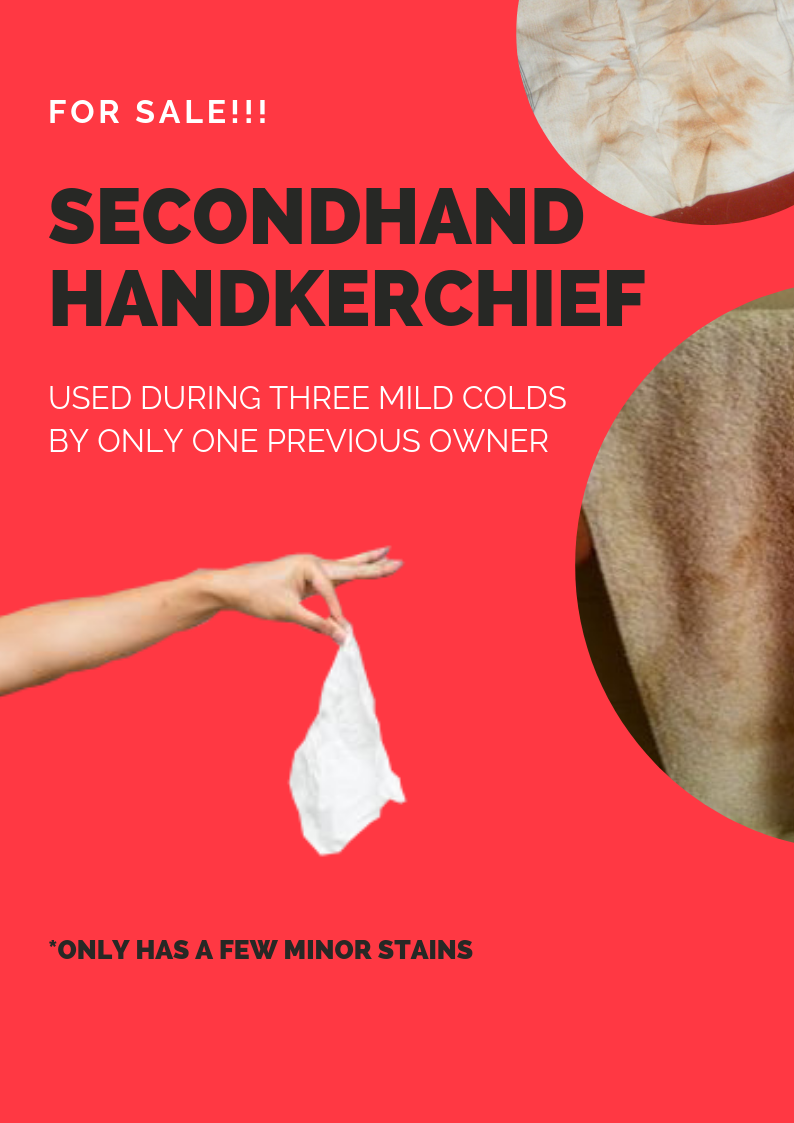 FOR SALE!!!
SECONDHAND
HANDKERCHIEF
USED DURING THREE MILD COLDS
BY ONLY ONE PREVIOUS OWNER
*ONLY HAS A FEW MINOR STAINS